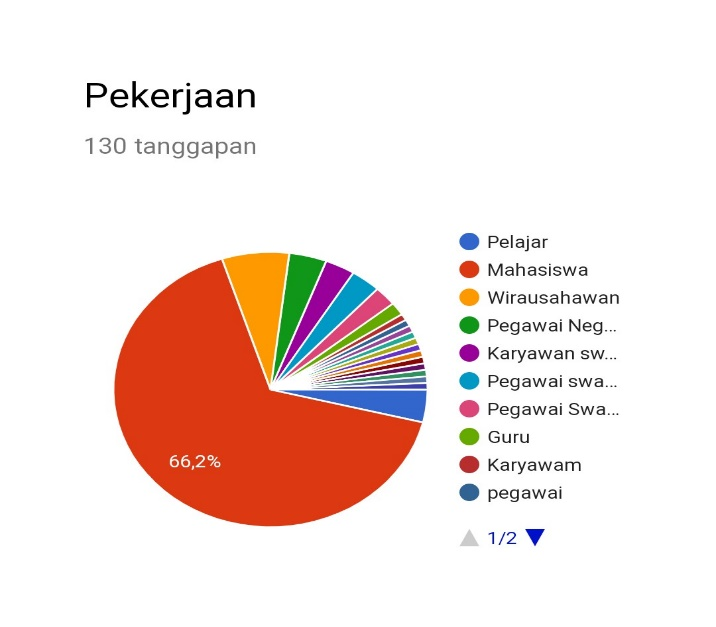 Pekerjaan
130 tanggapan
Pelajar
Mahasiswa
Wirausahawan
Pegawai Neg...
Karyawan sw...
Pegawai swa...
Pegawai Swa...
Guru
Karyawam
pegawai
66,2%
1/2